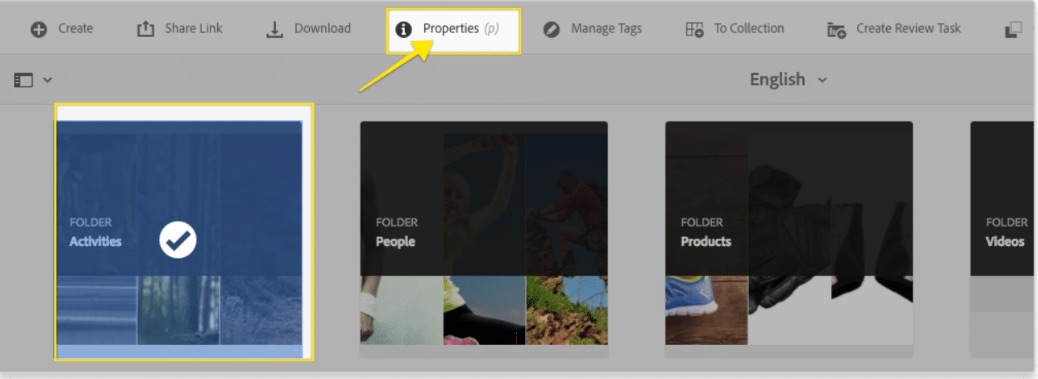 Create Share Link Download Properties (p) Manage Tags To Collection Create Review Task
English
FOLDER
Activities
FOLDER
People
FOLDER
Products
FOLDER
Videos